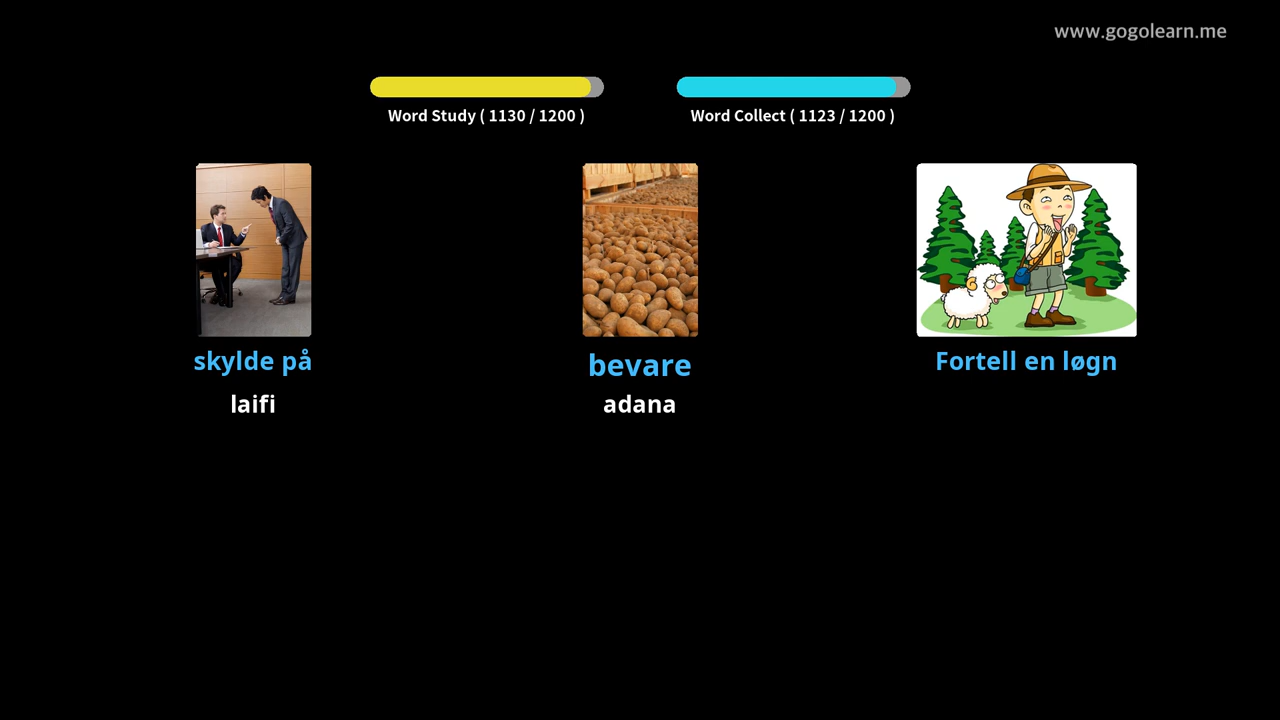 www.gogolearn.me
Word Study ( 1130 / 1200 )
Word Collect ( 1123 / 1200 )
skylde på
bevare
Fortell en løgn
laifi
adana